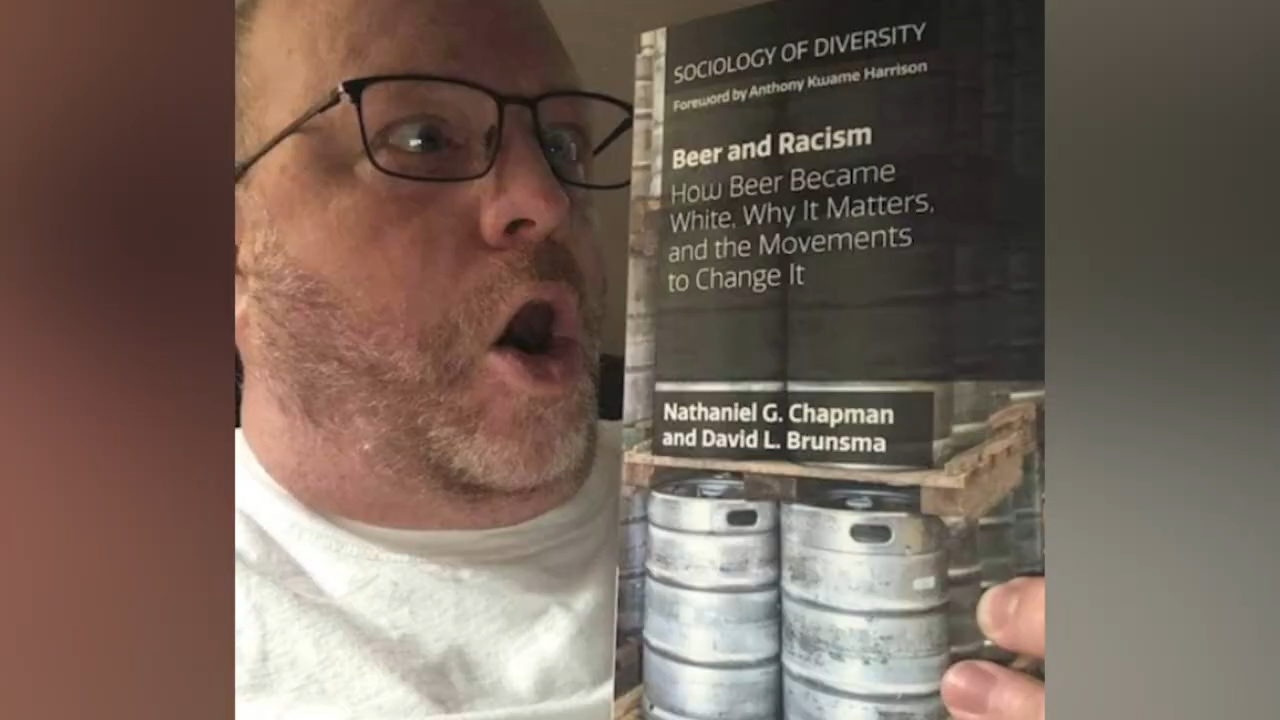 SOCIOLOGY OF DIVERSITY
Foreword by Anthony Kwame Harrison
Beer and Racism
How Beer Became
White, Why It Matters,
and the Movements
to Change It
Nathaniel G. Chapman
and David L. Brunsma